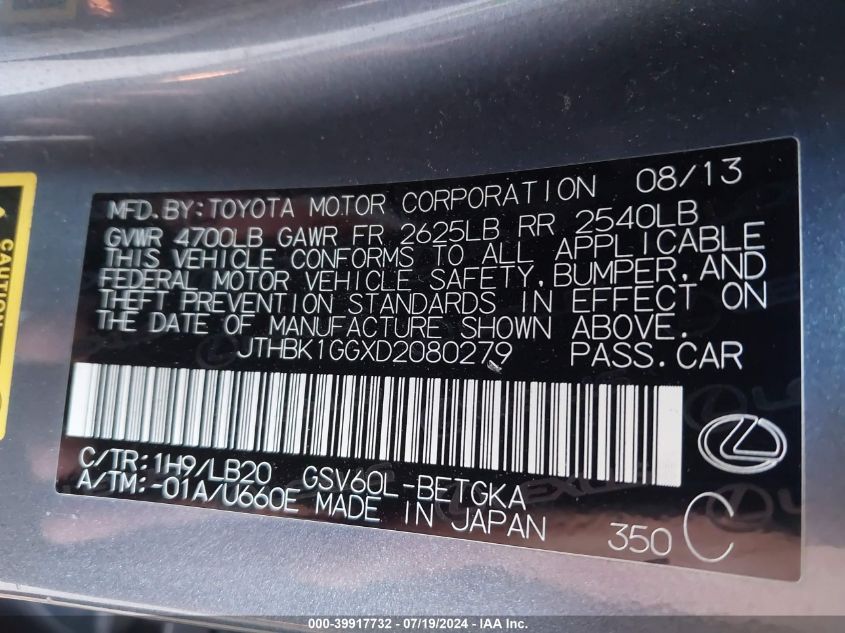 MFD.BY:TOYOTA MOTOR CORPORATION 08/13
GVWR 4700LB GAWR FR 2625LB RR 2540LB
THIS VEHICLE CONFORMS TO ALL APPLICABLE
FEDERAL MOTOR VEHICLE SAFETY,BUMPER,AND
THEFT PREVENTION STANDARDS IN EFFECT ON
THE DATE OF MANUFACTURE SHOWN ABOVE.
JTHBK1GGXD2080279 PASS.CAR
C/TR:1H9/LB20 GSV60L-BETGKA
A/TM:-01A/U660E MADE IN JAPAN 350 C
CAUTION
000-39917732 - 07/19/2024 - IAA, Inc.